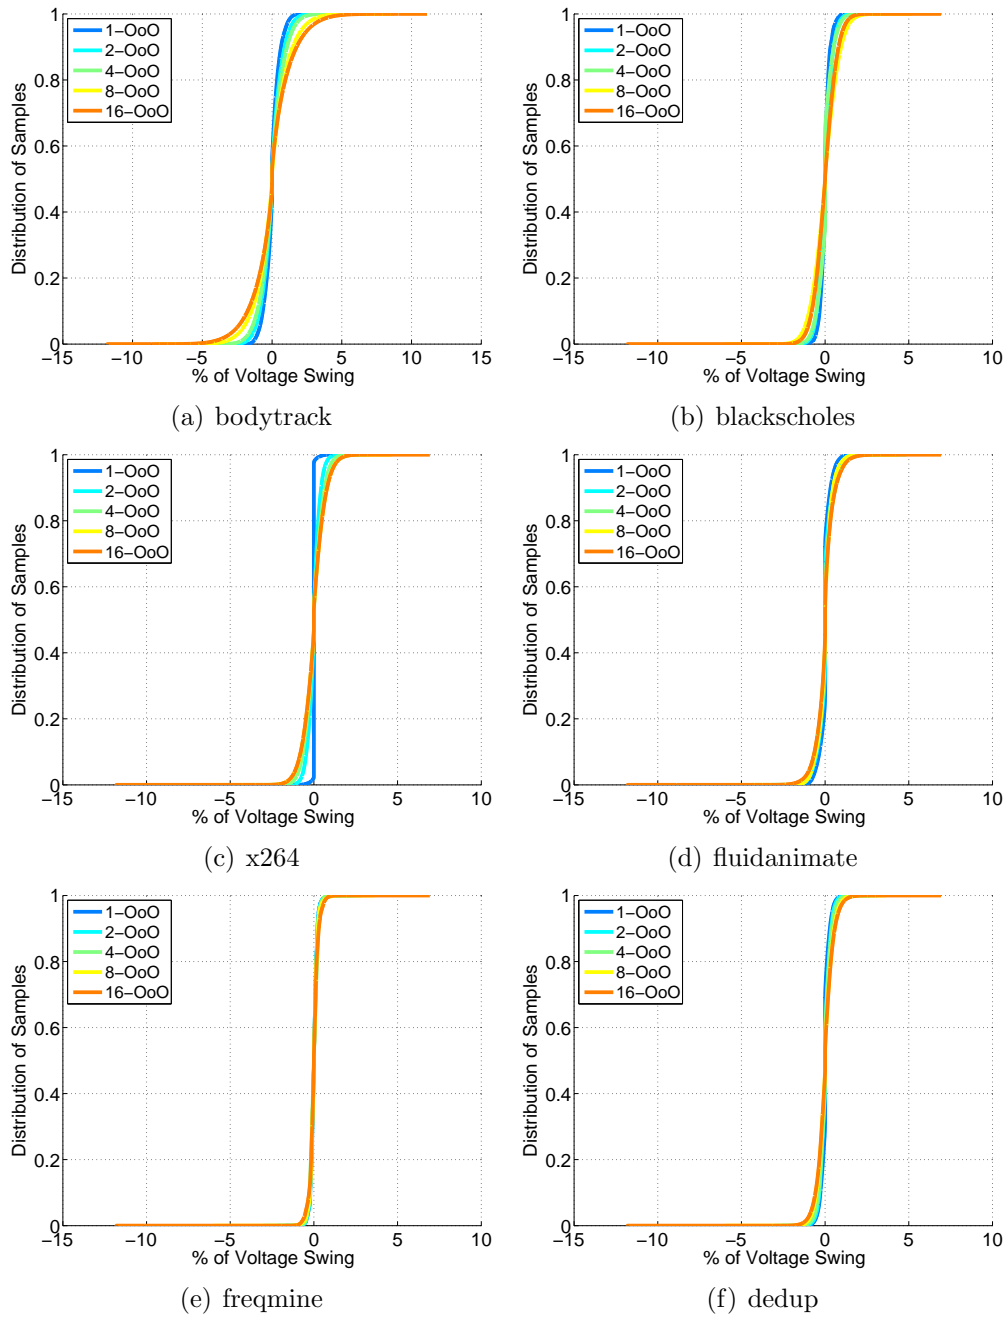 1
0.8
0.6
0.4
0.2
0
Distribution of Samples
1−OoO
2−OoO
4−OoO
8−OoO
16−OoO
−15 −10 −5 0 5 10 15
% of Voltage Swing
(a) bodytrack
1
0.8
0.6
0.4
0.2
0
Distribution of Samples
1−OoO
2−OoO
4−OoO
8−OoO
16−OoO
−15 −10 −5 0 5 10
% of Voltage Swing
(b) blackscholes
1
0.8
0.6
0.4
0.2
0
Distribution of Samples
1−OoO
2−OoO
4−OoO
8−OoO
16−OoO
−15 −10 −5 0 5 10
% of Voltage Swing
(c) x264
1
0.8
0.6
0.4
0.2
0
Distribution of Samples
1−OoO
2−OoO
4−OoO
8−OoO
16−OoO
−15 −10 −5 0 5 10
% of Voltage Swing
(d) fluidanimate
1
0.8
0.6
0.4
0.2
0
Distribution of Samples
1−OoO
2−OoO
4−OoO
8−OoO
16−OoO
−15 −10 −5 0 5 10
% of Voltage Swing
(e) freqmine
1
0.8
0.6
0.4
0.2
0
Distribution of Samples
1−OoO
2−OoO
4−OoO
8−OoO
16−OoO
−15 −10 −5 0 5 10
% of Voltage Swing
(f) dedup